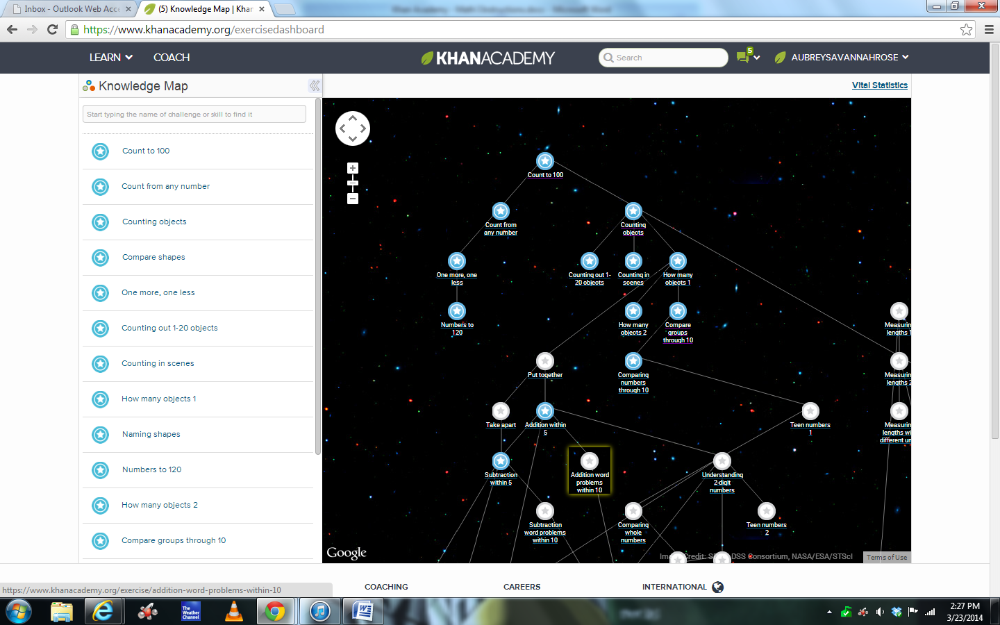 Inbox - Outlook Web Acce
(5) Knowledge Map | Khan
https://www.khanacademy.org/exercisedashboard
LEARN
COACH
KHANACADEMY
Search
5
AUBREYSAVANNAHROSE
Knowledge Map
Vital Statistics
Start typing the name of challenge or skill to find it
Count to 100
Count from any number
Counting objects
Compare shapes
One more, one less
Counting out 1-20 objects
Counting in scenes
How many objects 1
Naming shapes
Numbers to 120
How many objects 2
Compare groups through 10
Count to 100
Count from
any number
Counting
objects
One more, one
less
Counting out 1-
20 objects
Counting in
scenes
How many
objects 1
Numbers to
120
How many
objects 2
Compare
groups
through 10
Measurin
lengths 1
Put together
Comparing
numbers
through 10
Measurin
lengths 2
Take apart
Addition within
5
Teen numbers
1
Measurin
lengths wi
different un
Subtraction
within 5
Addition word
problems
within 10
Understanding
2-digit
numbers
Subtraction
word problems
within 10
Comparing
whole
numbers
Teen numbers
2
Google
Credit: DSS Consortium, NASA/ESA/STScI
Terms of Use
https://www.khanacademy.org/exercise/addition-word-problems-within-10
COACHING
CAREERS
INTERNATIONAL
The
Weather
Channel
2:27 PM
3/23/2014